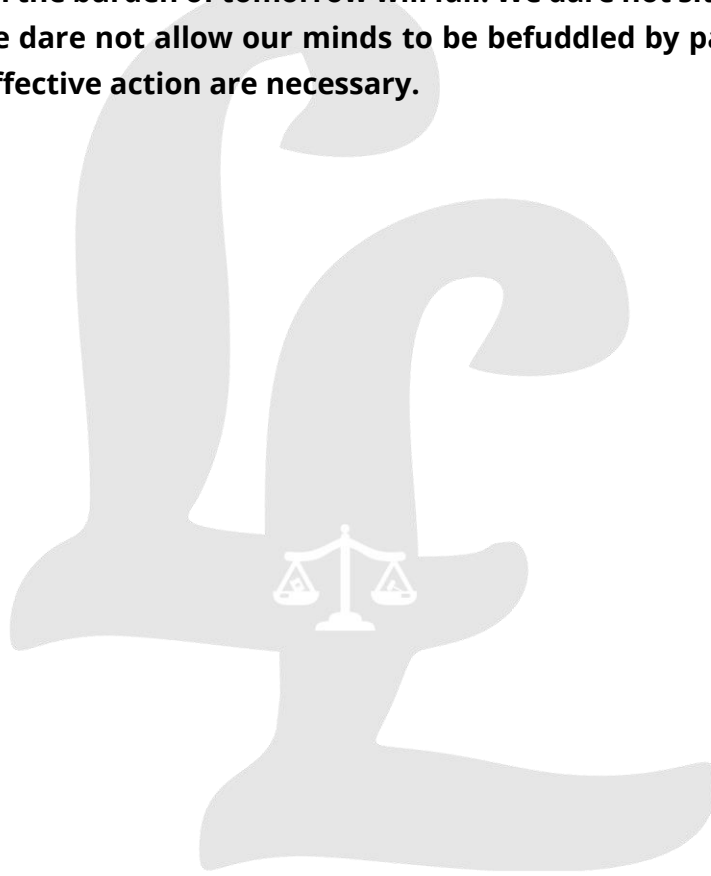 the burden of tomorrow will fall. We dare not
dare not allow our minds to be befuddled by
action are necessary.